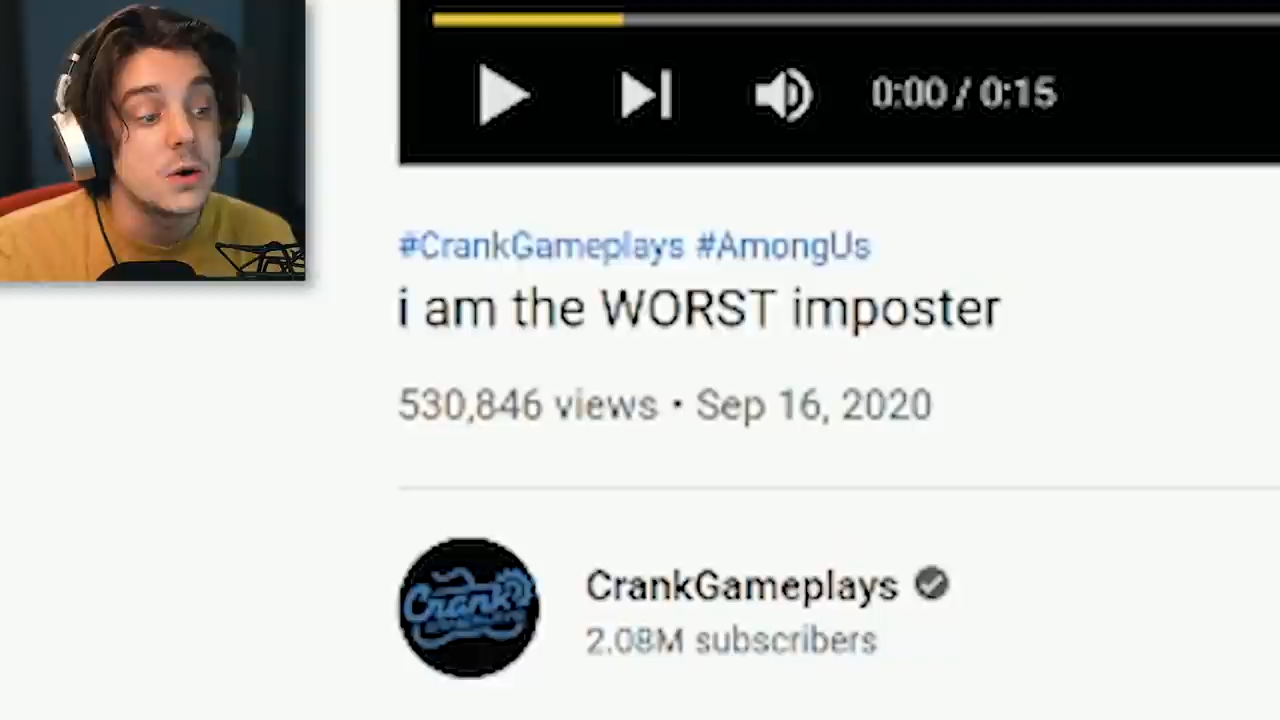 0:00 / 0:15
#CrankGameplays #AmongUs
i am the WORST imposter
530,846 views • Sep 16, 2020
Crank
CrankGameplays
2.08M subscribers